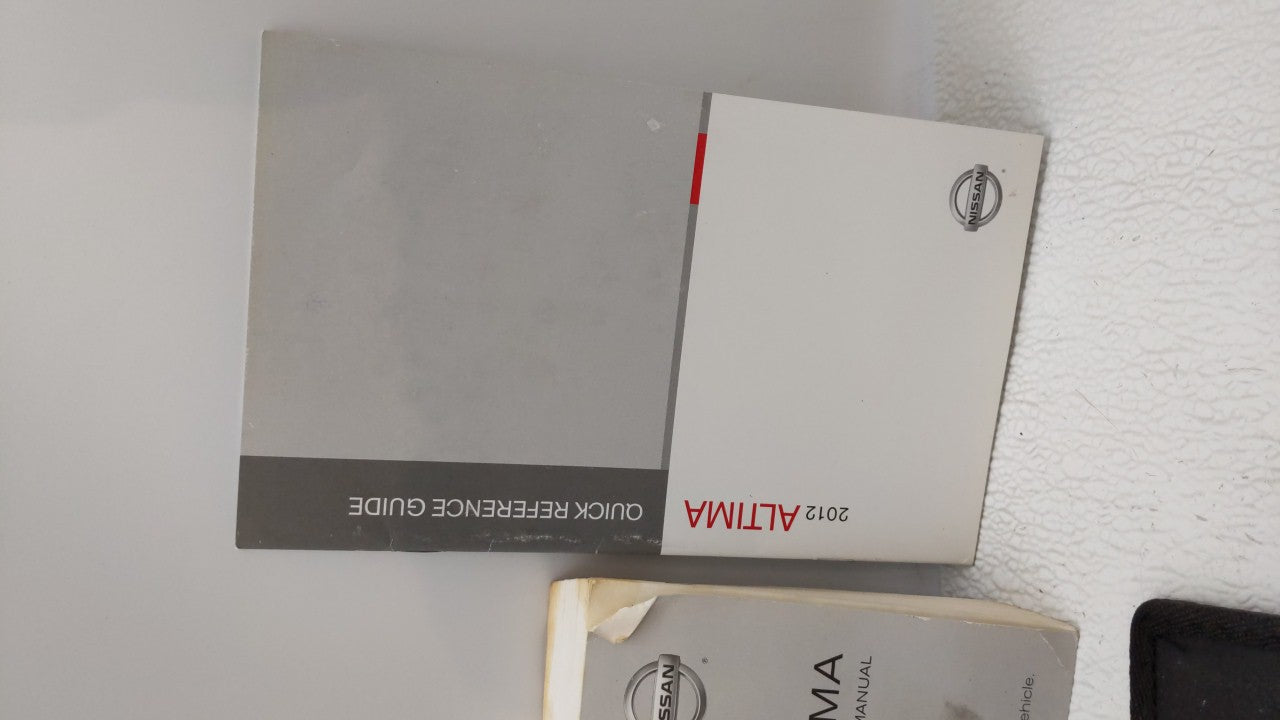 NISSAN
2012 ALTIMA
QUICK REFERENCE GUIDE
NISSAN
MA
MANUAL
ehicle.